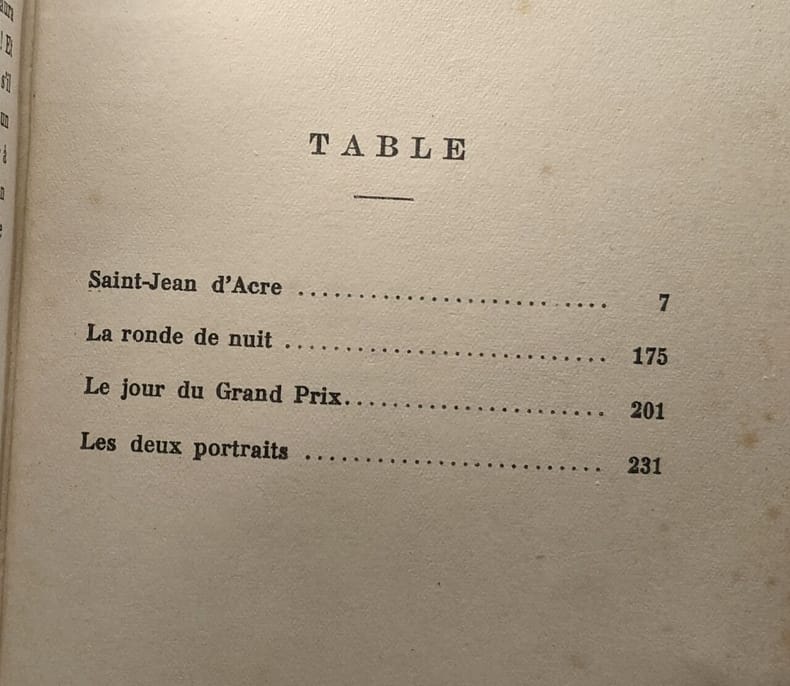 TABLE
Saint-Jean d'Acre ........................... 7
La ronde de nuit ........................... 175
Le jour du Grand Prix...................... 201
Les deux portraits ......................... 231